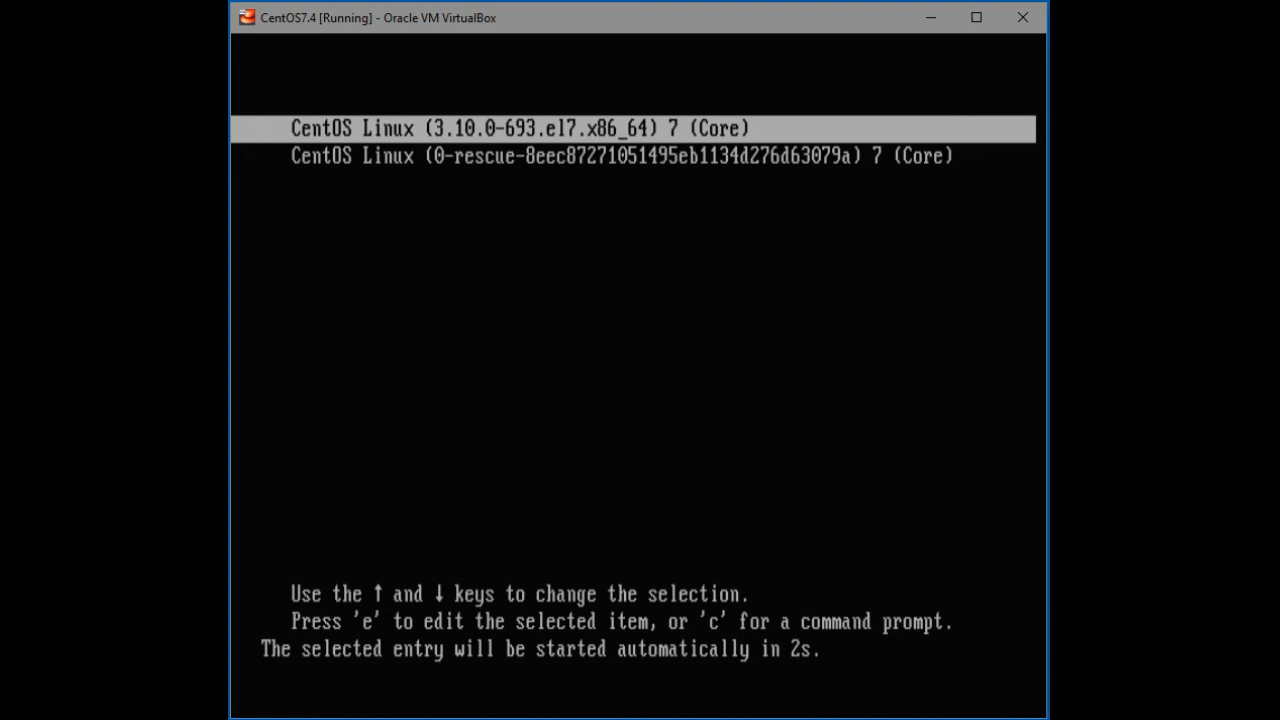 CentOS7.4 [Running] - Oracle VM VirtualBox
CentOS Linux (3.10.0-693.el7.x86_64) 7 (Core)
CentOS Linux (0-rescue-8eec87271051495eb1134d276d63079a) 7 (Core)
Use the ↑ and ↓ keys to change the selection.
Press 'e' to edit the selected item, or 'c' for a command prompt.
The selected entry will be started automatically in 2s.